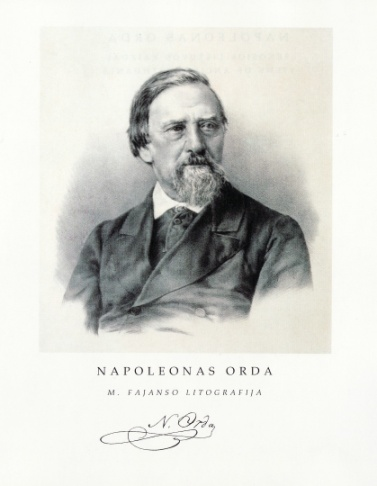 NAPOLEONAS ORDA
M. FAJANSO LITOGRAFIJA
N. Orda